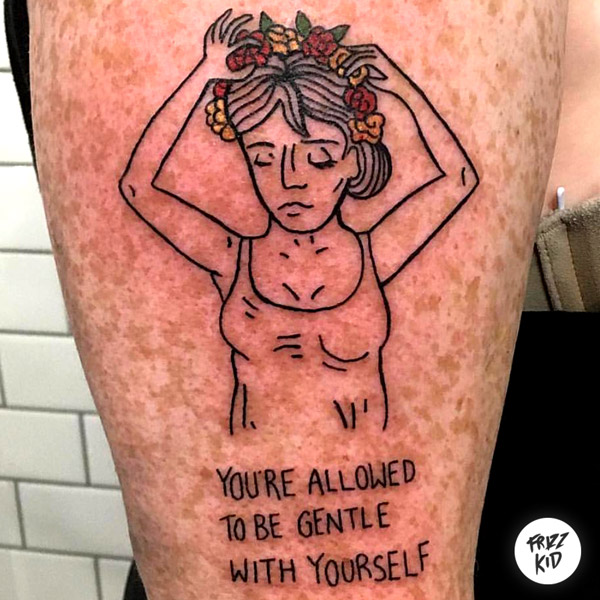 YOU'RE ALLOWED
TO BE GENTLE
WITH YOURSELF
FRIZZ
KID